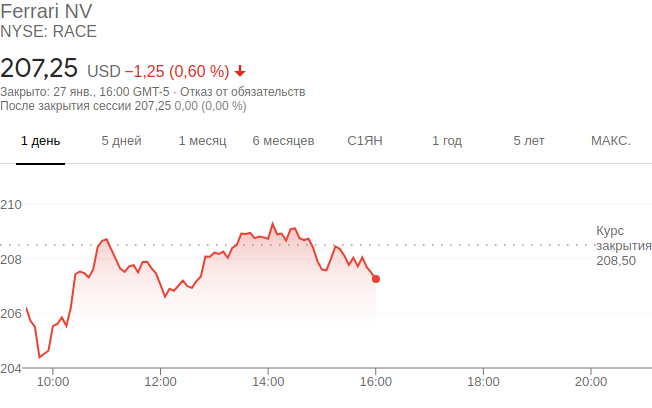 Ferrari NV
NYSE: RACE
207,25 USD −1,25 (0,60 %)
Закрыто: 27 янв., 16:00 GMT-5 · Отказ от обязательств
После закрытия сессии 207,25 0,00 (0,00 %)
1 день 5 дней 1 месяц 6 месяцев С1ЯН 1 год 5 лет МАКС.
210
Курс
закрытия
208,50
208
206
204
10:00 12:00 14:00 16:00 18:00 20:00